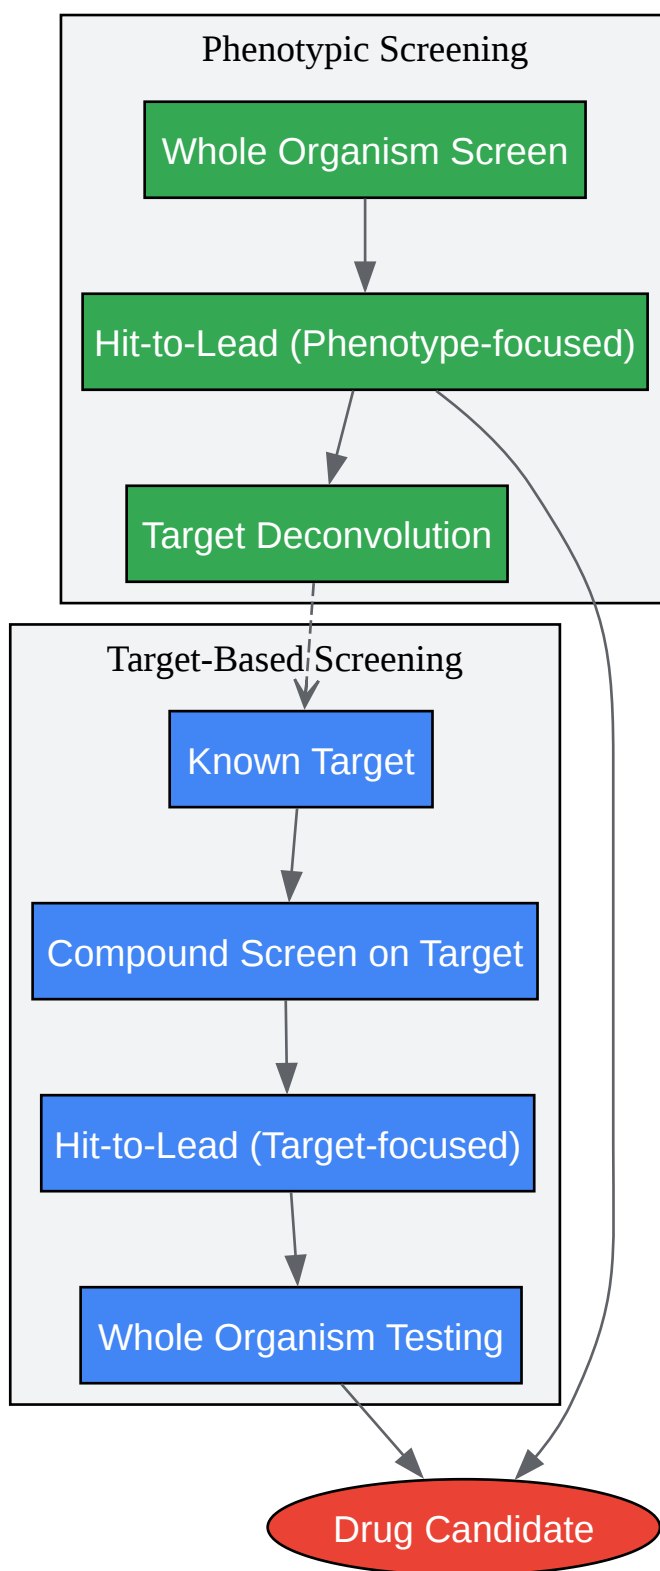 Phenotypic Screening
Whole Organism Screen
Hit-to-Lead (Phenotype-focused)
Target Deconvolution
Target-Based Screening
Known Target
Compound Screen on Target
Hit-to-Lead (Target-focused)
Whole Organism Testing
Drug Candidate